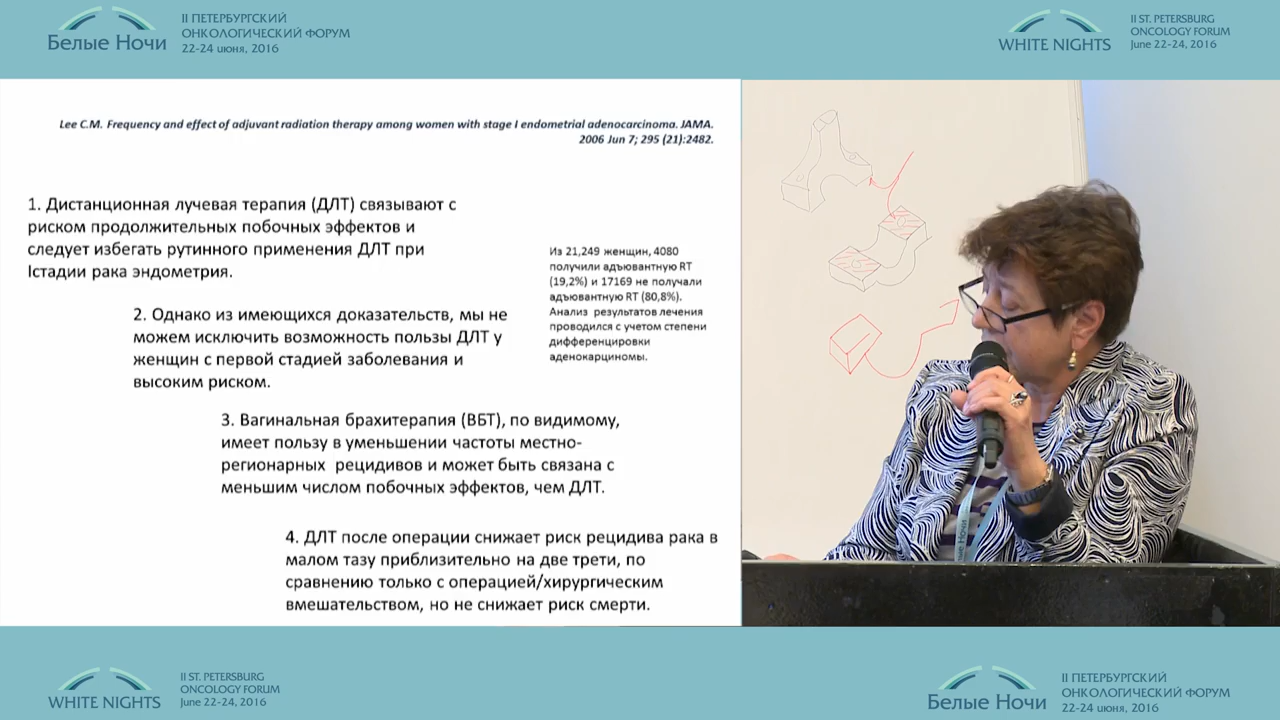 Белые Ночи
II ПЕТЕРБУРГСКИЙ
ОНКОЛОГИЧЕСКИЙ ФОРУМ
22-24 июня, 2016
WHITE NIGHTS
II ST. PETERSBURG
ONCOLOGY FORUM
June 22-24, 2016
Lee C.M. Frequency and effect of adjuvant radiation therapy among women with stage I endometrial adenocarcinoma. JAMA.
2006 Jun 7; 295 (21):2482.
1. Дистанционная лучевая терапия (ДЛТ) связывают с
риском продолжительных побочных эффектов и
следует избегать рутинного применения ДЛТ при
Iстадии рака эндометрия.
Из 21,249 женщин, 4080
получили адъювантную RT
(19,2%) и 17169 не получали
адъювантную RT (80,8%).
Анализ результатов лечения
проводился с учетом степени
дифференцировки
аденокарциномы.
2. Однако из имеющихся доказательств, мы не
можем исключить возможность пользы ДЛТ у
женщин с первой стадией заболевания и
высоким риском.
3. Вагинальная брахитерапия (ВБТ), по видимому,
имеет пользу в уменьшении частоты местно-
регионарных рецидивов и может быть связана с
меньшим числом побочных эффектов, чем ДЛТ.
4. ДЛТ после операции снижает риск рецидива рака в
малом тазу приблизительно на две трети, по
сравнению только с операцией/хирургическим
вмешательством, но не снижает риск смерти.
Белые Ночи
WHITE NIGHTS
II ST. PETERSBURG
ONCOLOGY FORUM
June 22-24, 2016
Белые Ночи
II ПЕТЕРБУРГСКИЙ
ОНКОЛОГИЧЕСКИЙ ФОРУМ
22-24 июня, 2016